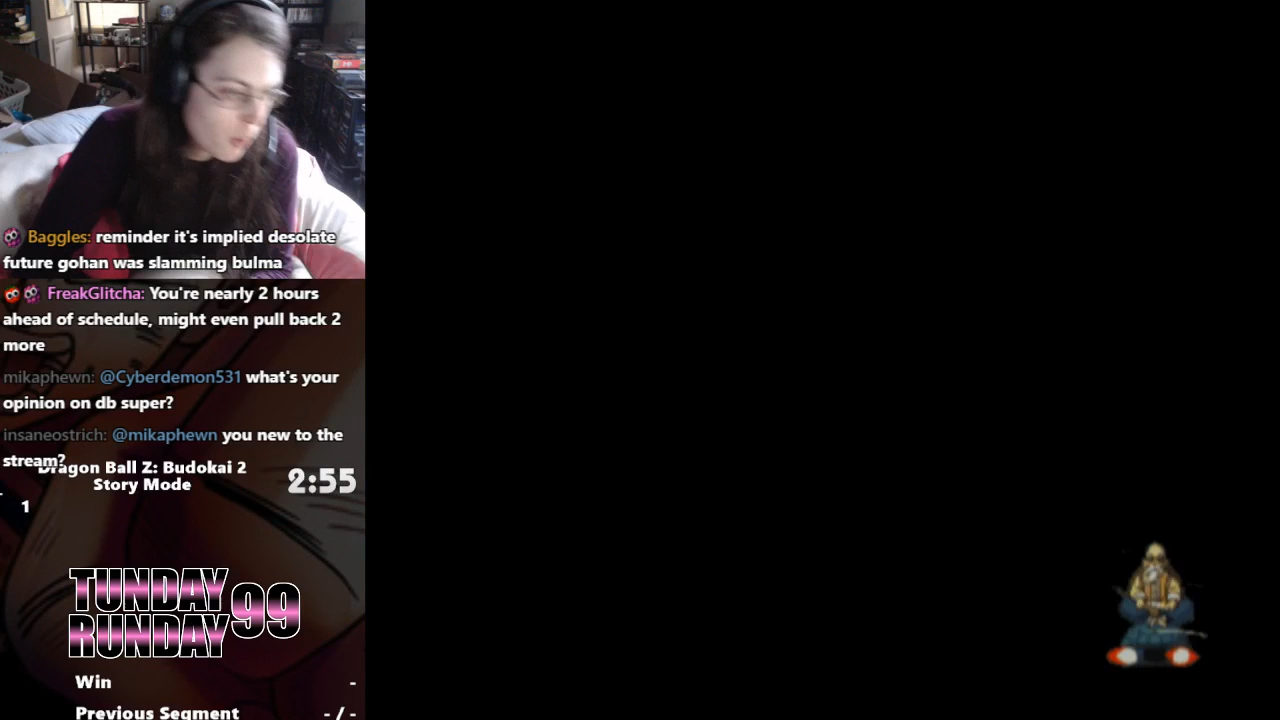 Baggles: reminder it's implied desolate
future gohan was slamming bulma
FreakGlitcha: You're nearly 2 hours
ahead of schedule, might even pull back 2
more
mikaphewn: @Cyberdemon531 what's your
opinion on db super?
insaneostrich: @mikaphewn you new to the
stream?
Dragon Ball Z: Budokai 2
Story Mode
2:55
1
TUNDAY
RUNDAY
99
Win -
Previous Segment - / -